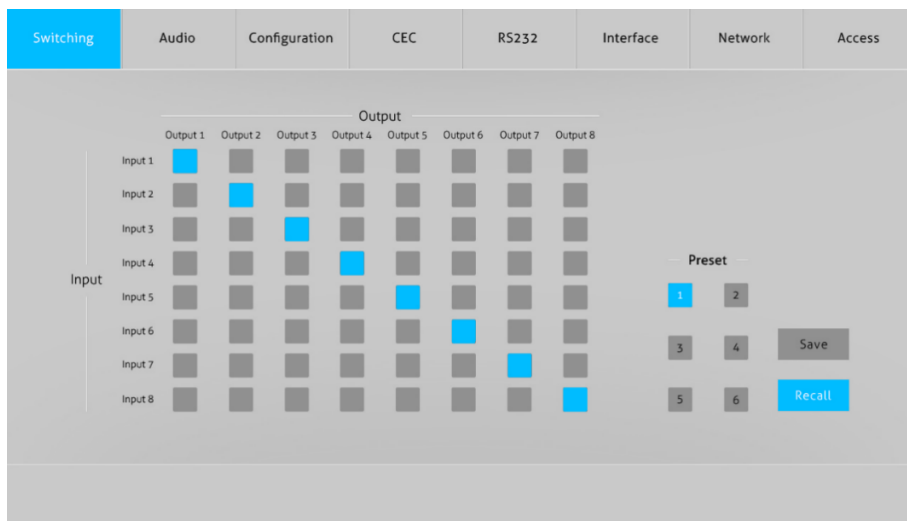 Switching Audio Configuration CEC RS232 Interface Network Access
Output
Output 1 Output 2 Output 3 Output 4 Output 5 Output 6 Output 7 Output 8
Input 1
Input 2
Input 3
Input 4
Input
Input 5
Input 6
Input 7
Input 8
Preset
1 2
3 4 Save
5 6 Recall